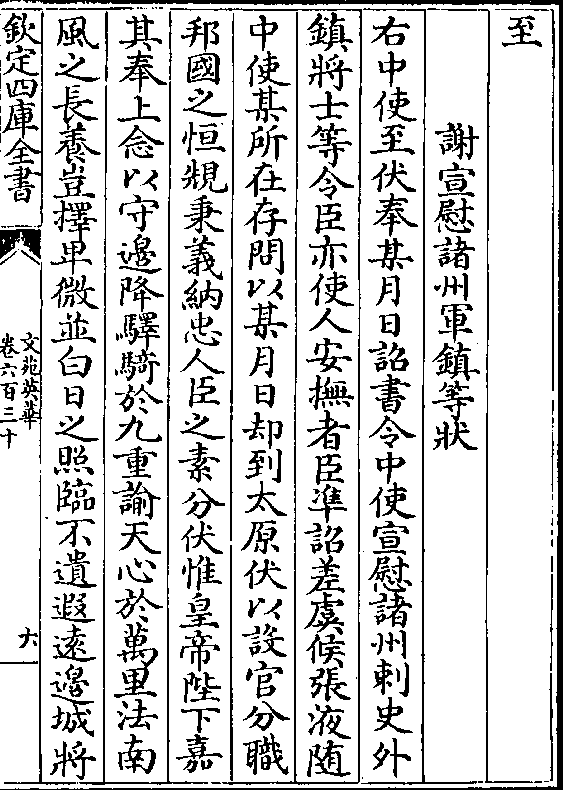 至
謝宣慰諸州軍鎮等狀
右中使至伏奉某月日詔書令中使宣慰諸州刺史外
鎮將士等令臣亦使人安撫者臣準詔差虞候張液随
中使某所在存問以某月日却到太原伏以設官分職
邦國之恒規秉義納忠人臣之素分伏惟皇帝陛下嘉
其奉上念以守邊降驛騎於九重諭天心於萬里法南
風之長養豈擇卑微並白日之照臨不遺遐逺邊城將
欽定四庫全書
文苑英華
卷六百三十
六